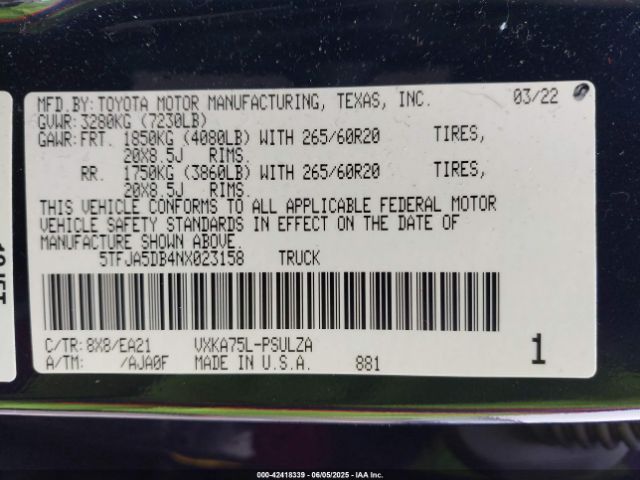 MFD.BY: TOYOTA MOTOR MANUFACTURING, TEXAS, INC. 03/22
GVWR: 3280KG (7230LB)
GAWR: FRT. 1850KG (4080LB) WITH 265/60R20 TIRES,
20X8.5J RIMS.
RR. 1750KG (3860LB) WITH 265/60R20 TIRES,
20X8.5J RIMS.
THIS VEHICLE CONFORMS TO ALL APPLICABLE FEDERAL MOTOR
VEHICLE SAFETY STANDARDS IN EFFECT ON THE DATE OF
MANUFACTURE SHOWN ABOVE.
5TFJA5DB4NX023158 TRUCK
C/TR: 8X8/EA21 VXKA75L-PSULZA
A/TM: /AJA0F MADE IN U.S.A. 881 1
000-42418339 - 06/05/2025 - IAA Inc.